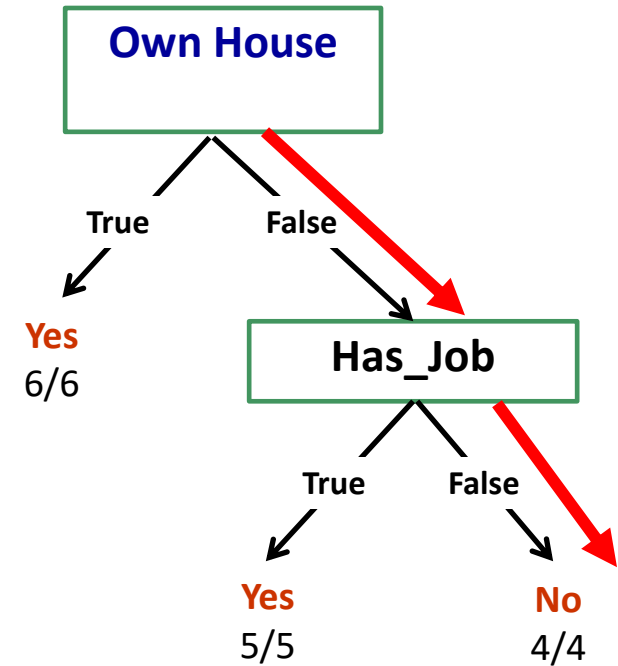 Own House
True False
Yes
6/6
Has_Job
True False
Yes No
5/5 4/4